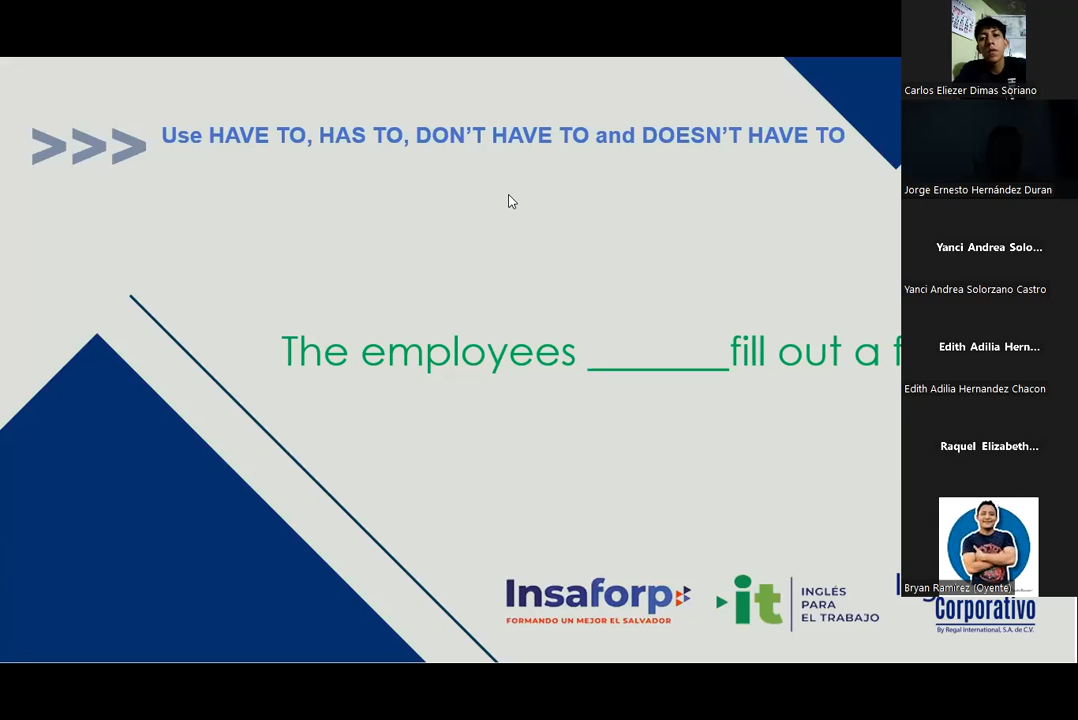 >>> Use HAVE TO, HAS TO, DON'T HAVE TO and DOESN'T HAVE TO
The employees ______ fill out a f
Insaforp
FORMANDO UN MEJOR EL SALVADOR
it
INGLÉS
PARA
EL TRABAJO
Corporativo
By Regal International, S.A. de C.V.
Carlos Eliezer Dimas Soriano
Jorge Ernesto Hernández Duran
Yanci Andrea Solo...
Yanci Andrea Solorzano Castro
Edith Adilia Hern...
Edith Adilia Hernandez Chacon
Raquel Elizabeth...
Bryan Ramirez (Oyente)